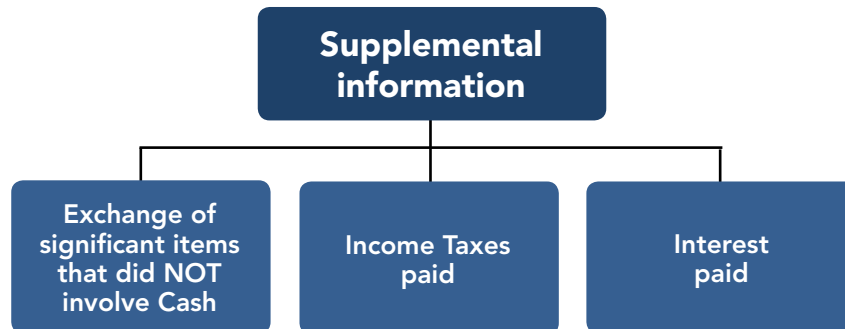 Supplemental
information
Exchange of
significant items
that did NOT
involve Cash
Income Taxes
paid
Interest
paid